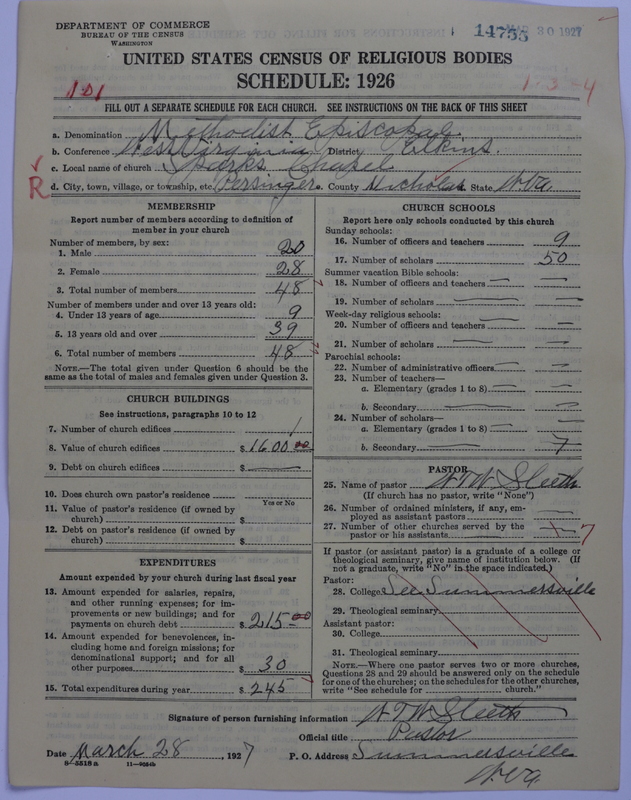 DEPARTMENT OF COMMERCE
BUREAU OF THE CENSUS
WASHINGTON
14755 MAR 30 1927
UNITED STATES CENSUS OF RELIGIOUS BODIES
SCHEDULE: 1926
1D1
1-3-4
FILL OUT A SEPARATE SCHEDULE FOR EACH CHURCH. SEE INSTRUCTIONS ON THE BACK OF THIS SHEET
a. Denomination Methodist Episcopal
b. Conference West Virginia District Elkins.
c. Local name of church Sparks Chapel
R
d. City, town, village, or township, etc. Persinger e. County Nicholas State W.Va.
MEMBERSHIP
Report number of members according to definition of
member in your church
Number of members, by sex:
1. Male 20
2. Female 28
3. Total number of members 48
Number of members under and over 13 years old:
4. Under 13 years of age 9
5. 13 years old and over 39
6. Total number of members 48
NOTE.—The total given under Question 6 should be
same as the total of males and females given under Question 3.
CHURCH BUILDINGS
See instructions, paragraphs 10 to 12
7. Number of church edifices 1
8. Value of church edifices $ 1600.00
9. Debt on church edifices $
10. Does church own pastor's residence
Yes or No
11. Value of pastor's residence (if owned by
church) $
12. Debt on pastor's residence (if owned by
church) $
EXPENDITURES
Amount expended by your church during last fiscal year
13. Amount expended for salaries, repairs,
and other running expenses; for im-
provements or new buildings; and for
payments on church debt $ 215.00
14. Amount expended for benevolences, in-
cluding home and foreign missions; for
denominational support; and for all
other purposes $ 30
15. Total expenditures during year $ 245
CHURCH SCHOOLS
Report here only schools conducted by this church
Sunday schools:
16. Number of officers and teachers 9
17. Number of scholars 50
Summer vacation Bible schools:
18. Number of officers and teachers
19. Number of scholars
Week-day religious schools:
20. Number of officers and teachers
21. Number of scholars
Parochial schools:
22. Number of administrative officers
23. Number of teachers—
a. Elementary (grades 1 to 8)
b. Secondary
24. Number of scholars—
a. Elementary (grades 1 to 8)
b. Secondary
PASTOR
25. Name of pastor W T W Sleeth
(If church has no pastor, write "None")
26. Number of ordained ministers, if any, em-
ployed as assistant pastors
27. Number of other churches served by the
pastor or his assistants 7
If pastor (or assistant pastor) is a graduate of a college or
theological seminary, give name of institution below. (If
not a graduate, write "No" in the space indicated.)
Pastor:
28. College See Summersville
29. Theological seminary
Assistant pastor:
30. College
31. Theological seminary
NOTE.—Where one pastor serves two or more churches,
Questions 28 and 29 should be answered only on the schedule
for one of the churches; on the schedules for the other churches,
write "See schedule for church."
Signature of person furnishing information W T W Sleeth
Official title Pastor
Date March 28, 1927 P. O. Address Summersville
8-5518a
W.Va.